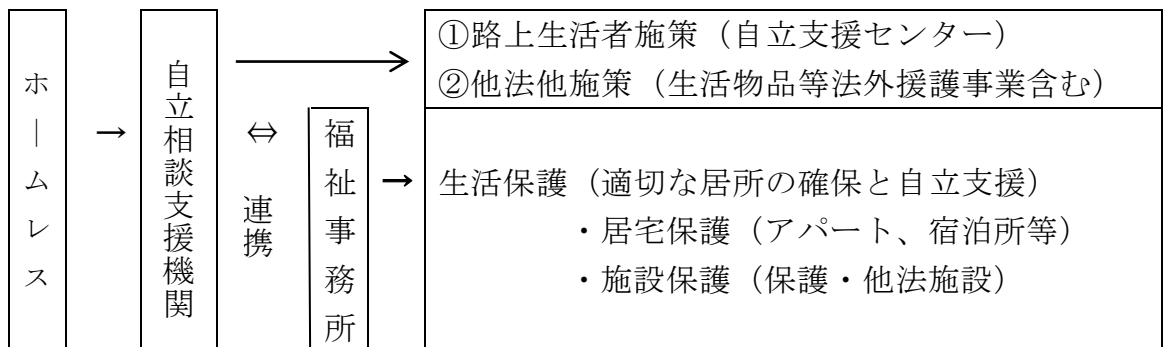 ホームレス
→
自立相談支援機関
⇔
連携
福祉事務所
→
①路上生活者施策（自立支援センター）
②他法他施策（生活物品等法外援護事業含む）
生活保護（適切な居所の確保と自立支援）
・居宅保護（アパート、宿泊所等）
・施設保護（保護・他法施設）